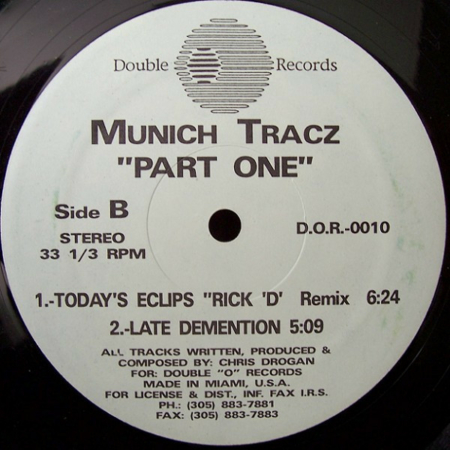 Double Records
MUNICH TRACZ
"PART ONE"
Side B
STEREO
33 1/3 RPM
D.O.R.-0010
1.-TODAY'S ECLIPS "RICK 'D' Remix 6:24
2.-LATE DEMENTION 5:09
ALL TRACKS WRITTEN, PRODUCED &
COMPOSED BY: CHRIS DROGAN
FOR: DOUBLE "O" RECORDS
MADE IN MIAMI, U.S.A.
FOR LICENSE & DIST., INF. FAX I.R.S.
PH.: (305) 883-7881
FAX: (305) 883-7883